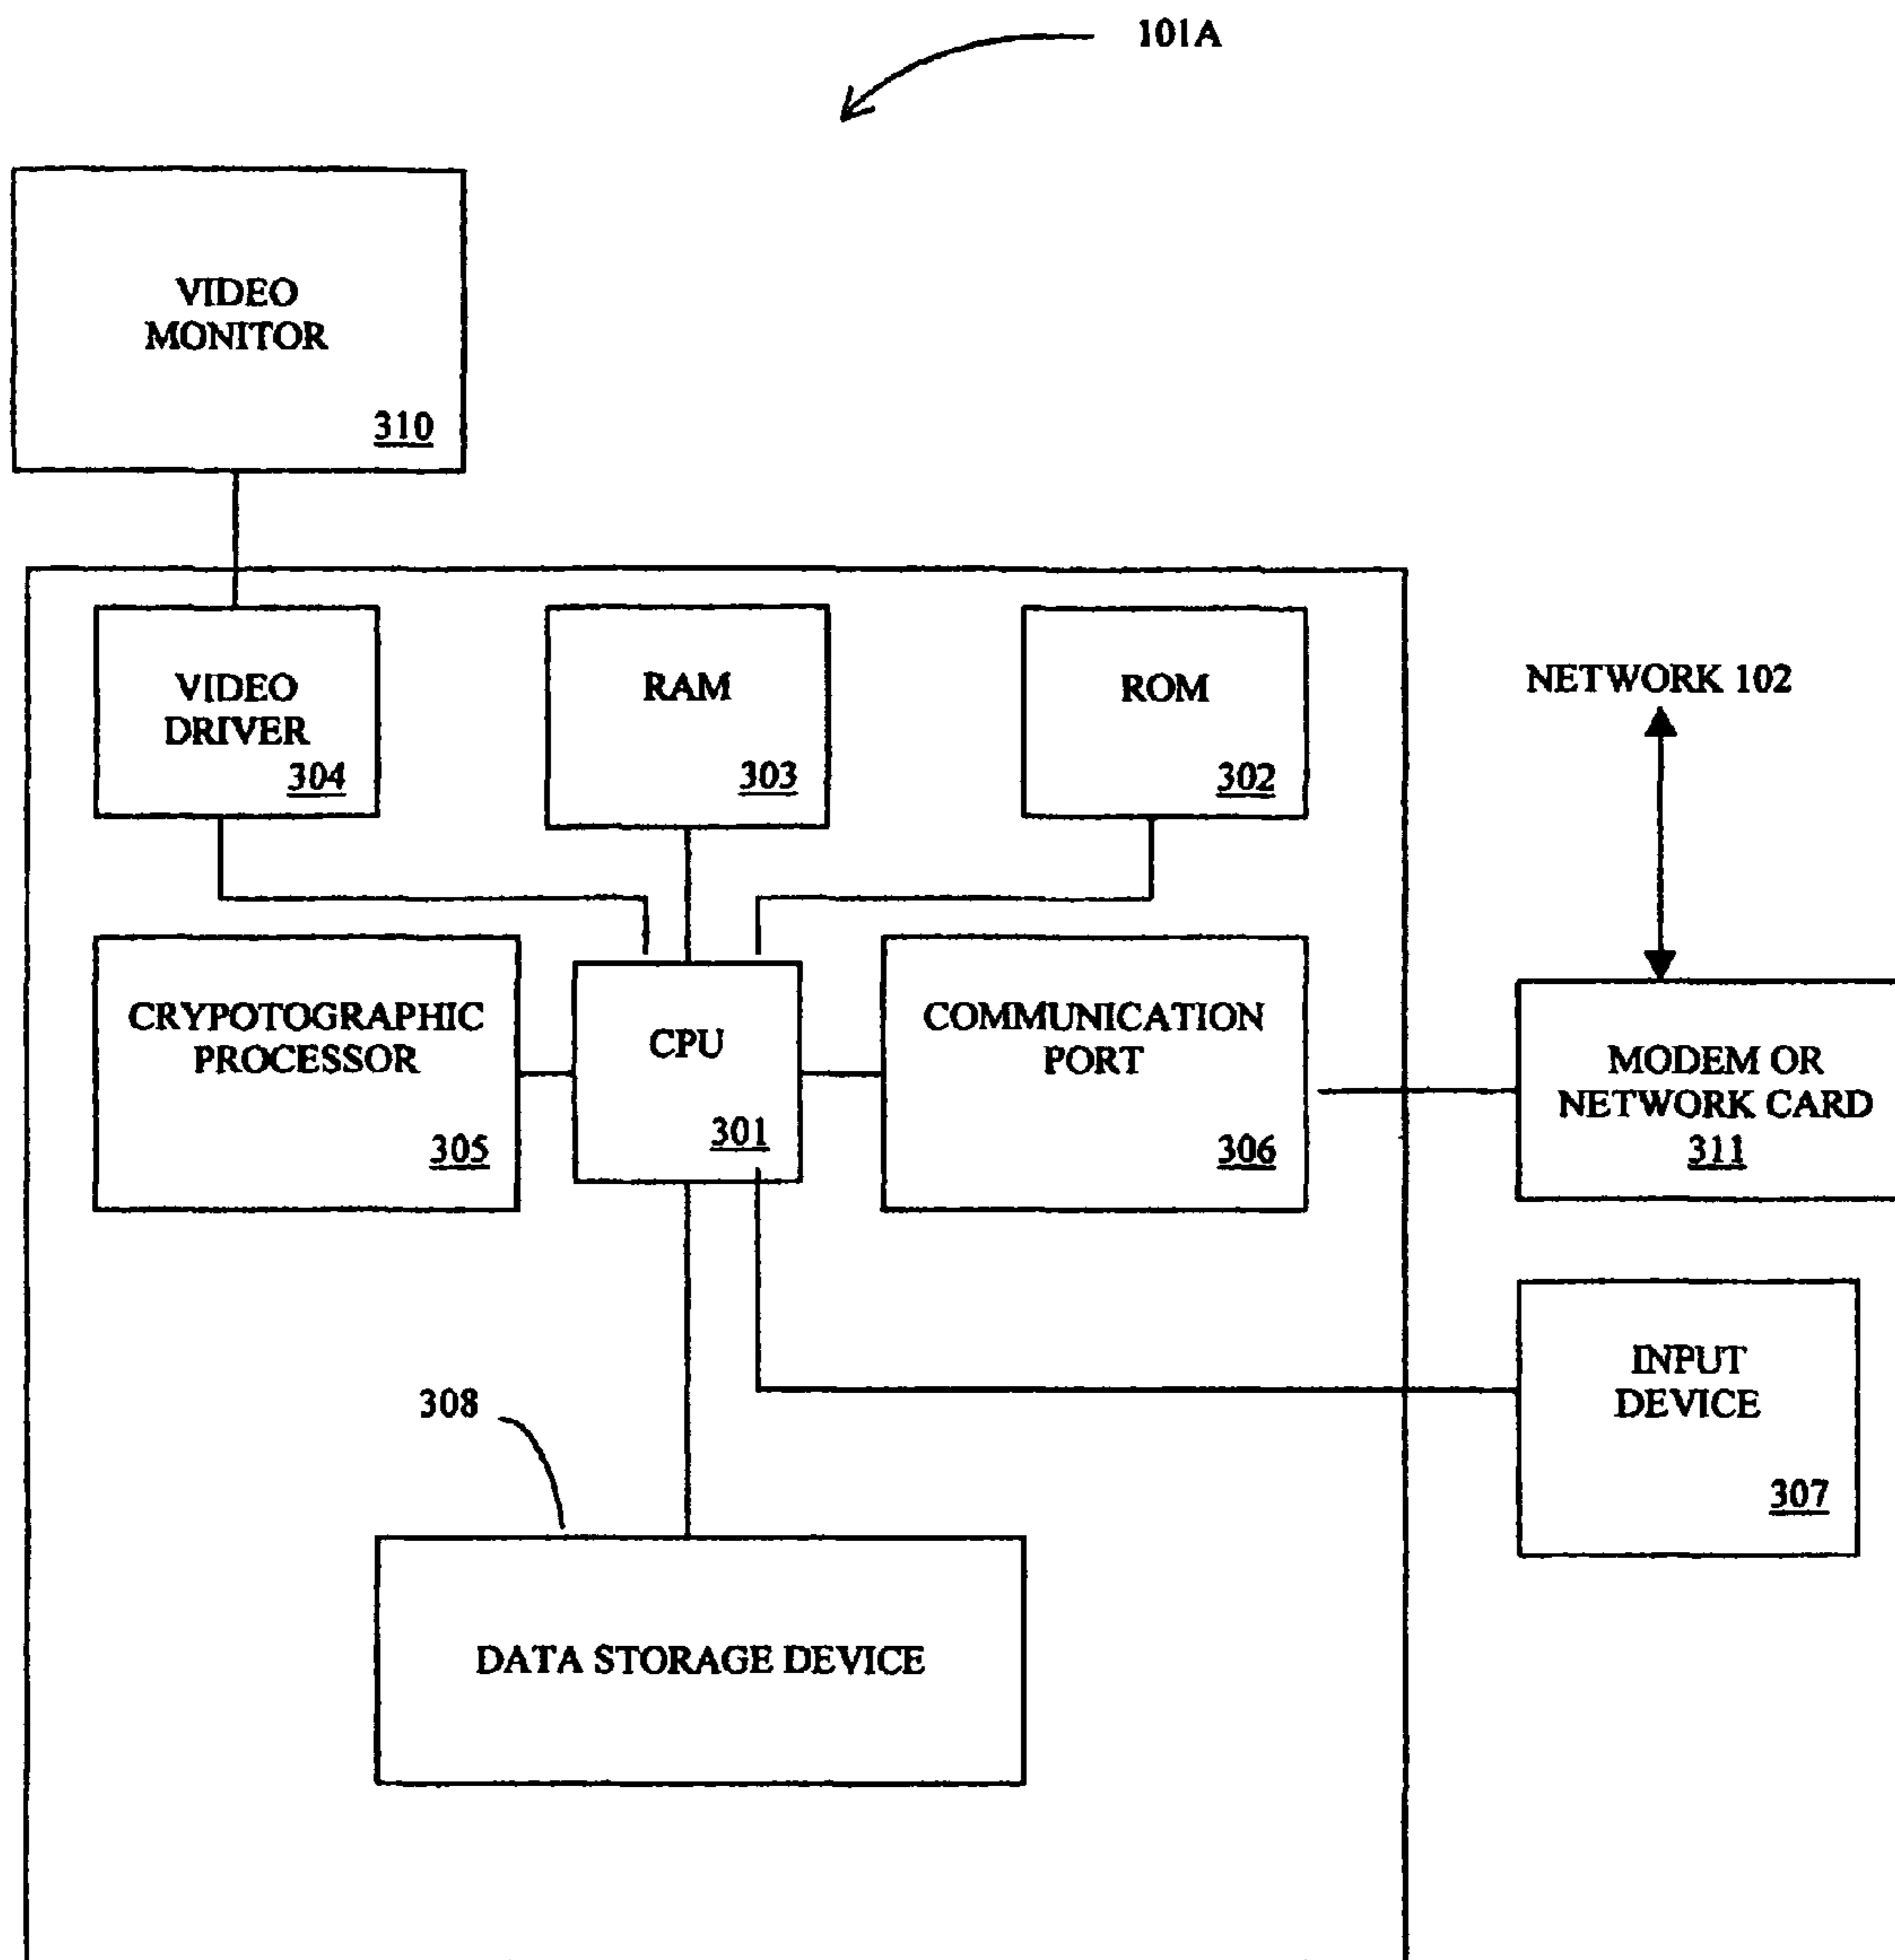 101A
VIDEO
MONITOR
310
VIDEO
DRIVER
304
RAM
303
ROM
302
NETWORK 102
CRYPOTOGRAPHIC
PROCESSOR
305
CPU
301
COMMUNICATION
PORT
306
MODEM OR
NETWORK CARD
311
INPUT
DEVICE
307
308
DATA STORAGE DEVICE